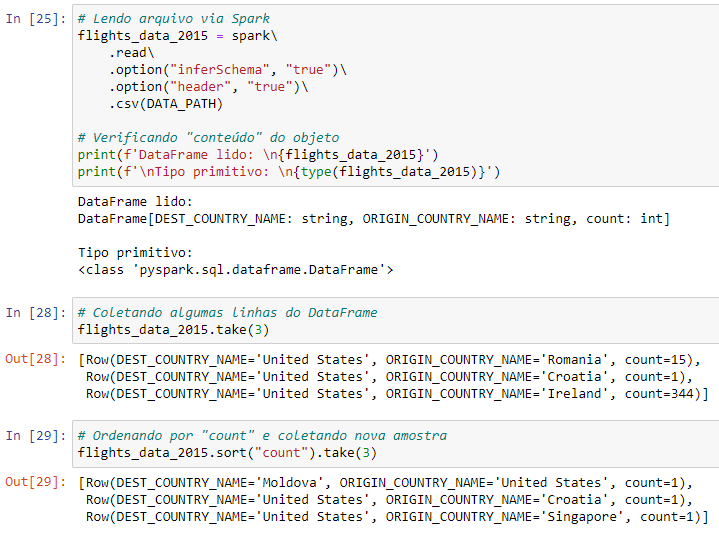 In [25]: # Lendo arquivo via Spark
flights_data_2015 = spark\
    .read\
    .option("inferSchema", "true")\
    .option("header", "true")\
    .csv(DATA_PATH)
# Verificando "conteúdo" do objeto
print(f'DataFrame lido: \n{flights_data_2015}')
print(f'\nTipo primitivo: \n{type(flights_data_2015)}')
DataFrame lido:
DataFrame[DEST_COUNTRY_NAME: string, ORIGIN_COUNTRY_NAME: string, count: int]
Tipo primitivo:
<class 'pyspark.sql.dataframe.DataFrame'>
In [28]: # Coletando algumas linhas do DataFrame
flights_data_2015.take(3)
Out[28]: [Row(DEST_COUNTRY_NAME='United States', ORIGIN_COUNTRY_NAME='Romania', count=15),
 Row(DEST_COUNTRY_NAME='United States', ORIGIN_COUNTRY_NAME='Croatia', count=1),
 Row(DEST_COUNTRY_NAME='United States', ORIGIN_COUNTRY_NAME='Ireland', count=344)]
In [29]: # Ordenando por "count" e coletando nova amostra
flights_data_2015.sort("count").take(3)
Out[29]: [Row(DEST_COUNTRY_NAME='Moldova', ORIGIN_COUNTRY_NAME='United States', count=1),
 Row(DEST_COUNTRY_NAME='United States', ORIGIN_COUNTRY_NAME='Croatia', count=1),
 Row(DEST_COUNTRY_NAME='United States', ORIGIN_COUNTRY_NAME='Singapore', count=1)]